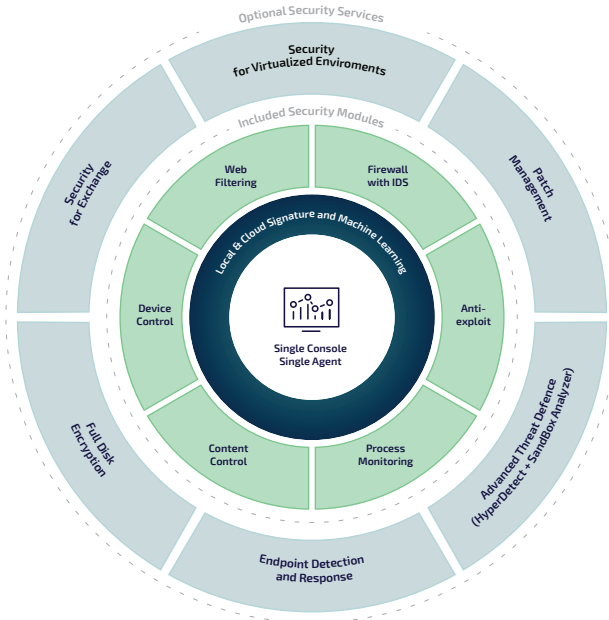 Optional Security Services
Security
for Virtualized Enviroments
Included Security Modules
Security
for Exchange
Patch
Management
Web
Filtering
Firewall
with IDS
Local & Cloud Signature and Machine Learning
Device
Control
Anti-
exploit
Single Console
Single Agent
Content
Control
Process
Monitoring
Full Disk
Encryption
Advanced Threat Defence
(HyperDetect + SandBox Analyzer)
Endpoint Detection
and Response